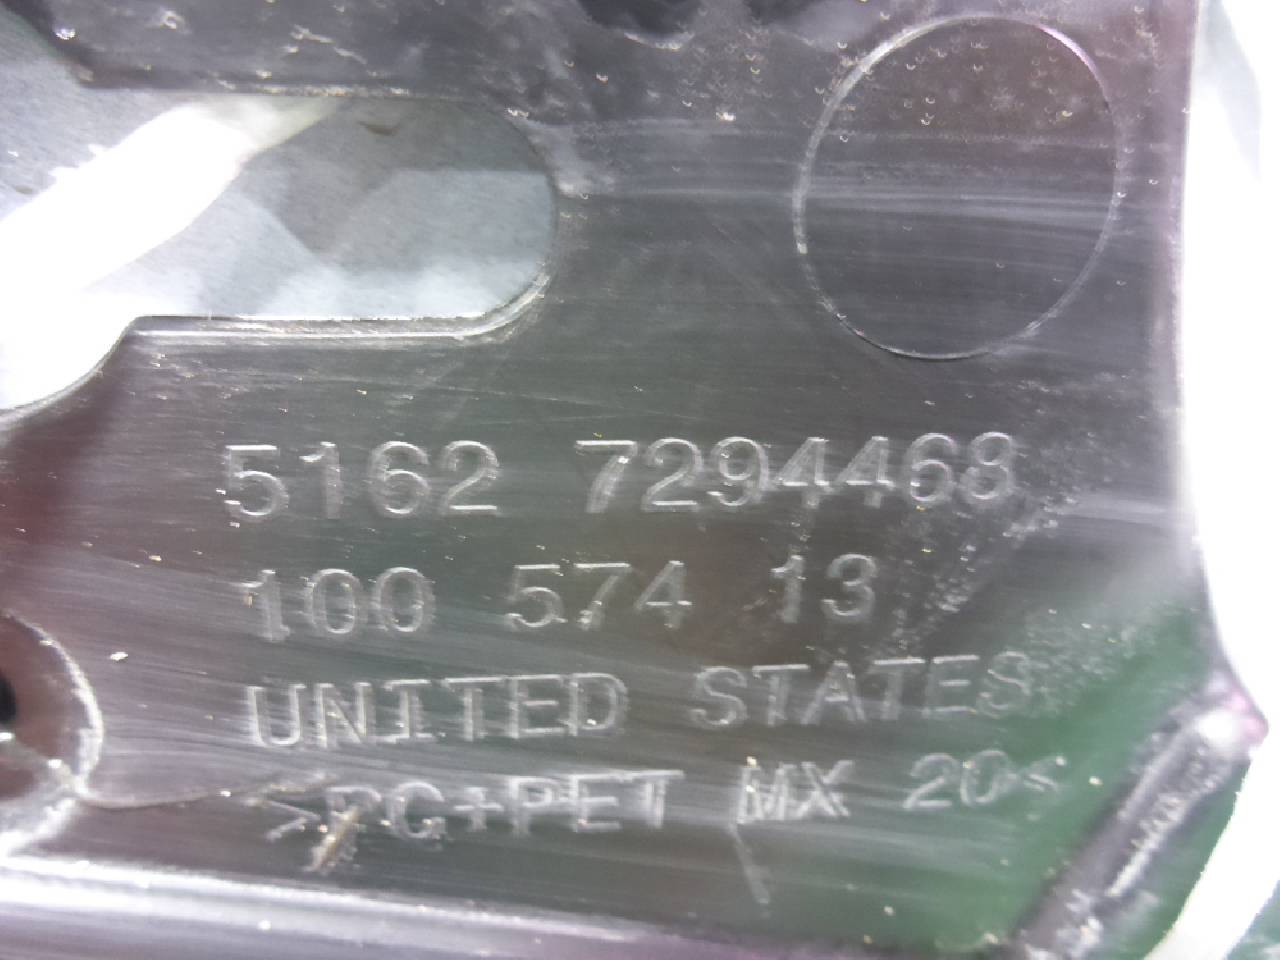 5162 7294468
100 574 13
UNITED STATES
>PC+PET MX 20<